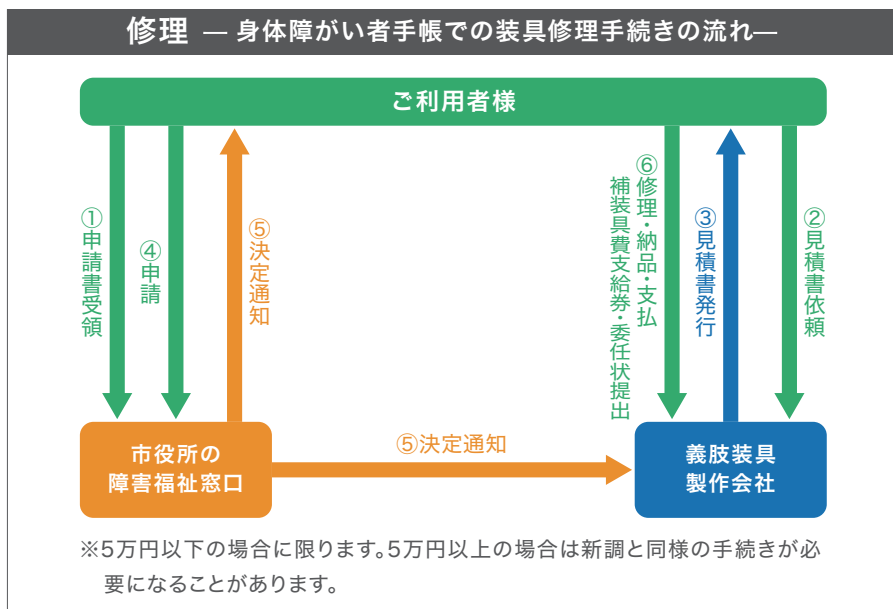 修理 ― 身体障がい者手帳での装具修理手続きの流れ―
ご利用者様
①申請書受領
④申請
⑤決定通知
⑥修理・納品・支払
補装具費支給券・委任状提出
③見積書発行
②見積書依頼
市役所の
障害福祉窓口
⑤決定通知
義肢装具
製作会社
※5万円以下の場合に限ります。5万円以上の場合は新調と同様の手続きが必
要になることがあります。